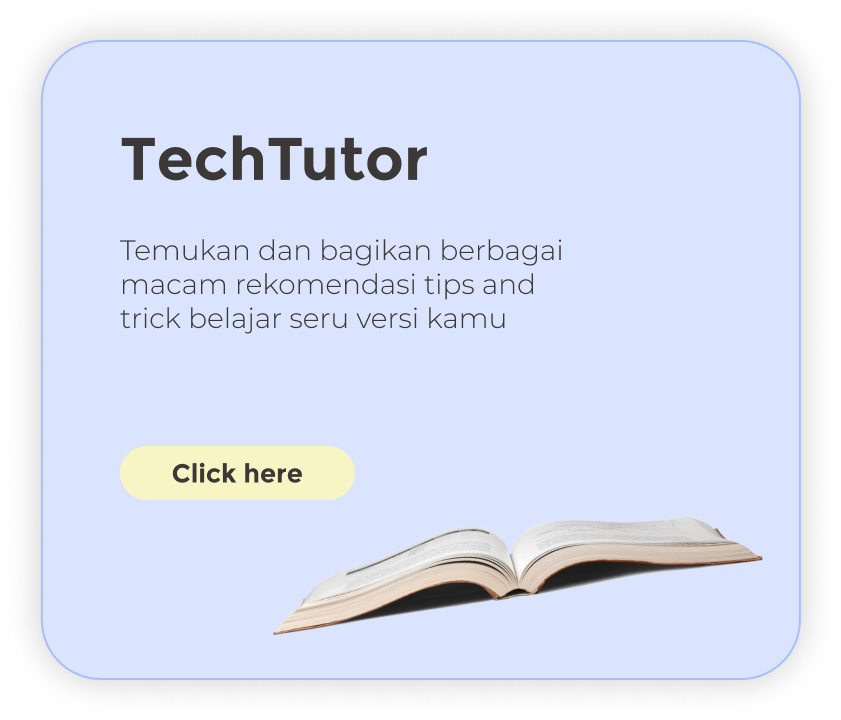 TechTutor
Temukan dan bagikan berbagai
macam rekomendasi tips and
trick belajar seru versi kamu
Click here